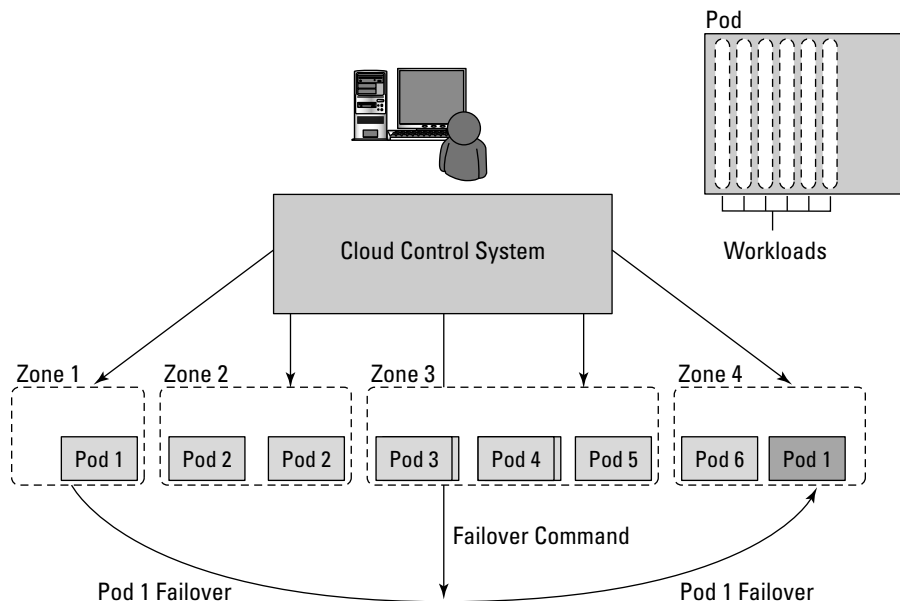 Pod
Workloads
Cloud Control System
Zone 1
Zone 2
Zone 3
Zone 4
Pod 1
Pod 2
Pod 2
Pod 3
Pod 4
Pod 5
Pod 6
Pod 1
Failover Command
Pod 1 Failover
Pod 1 Failover